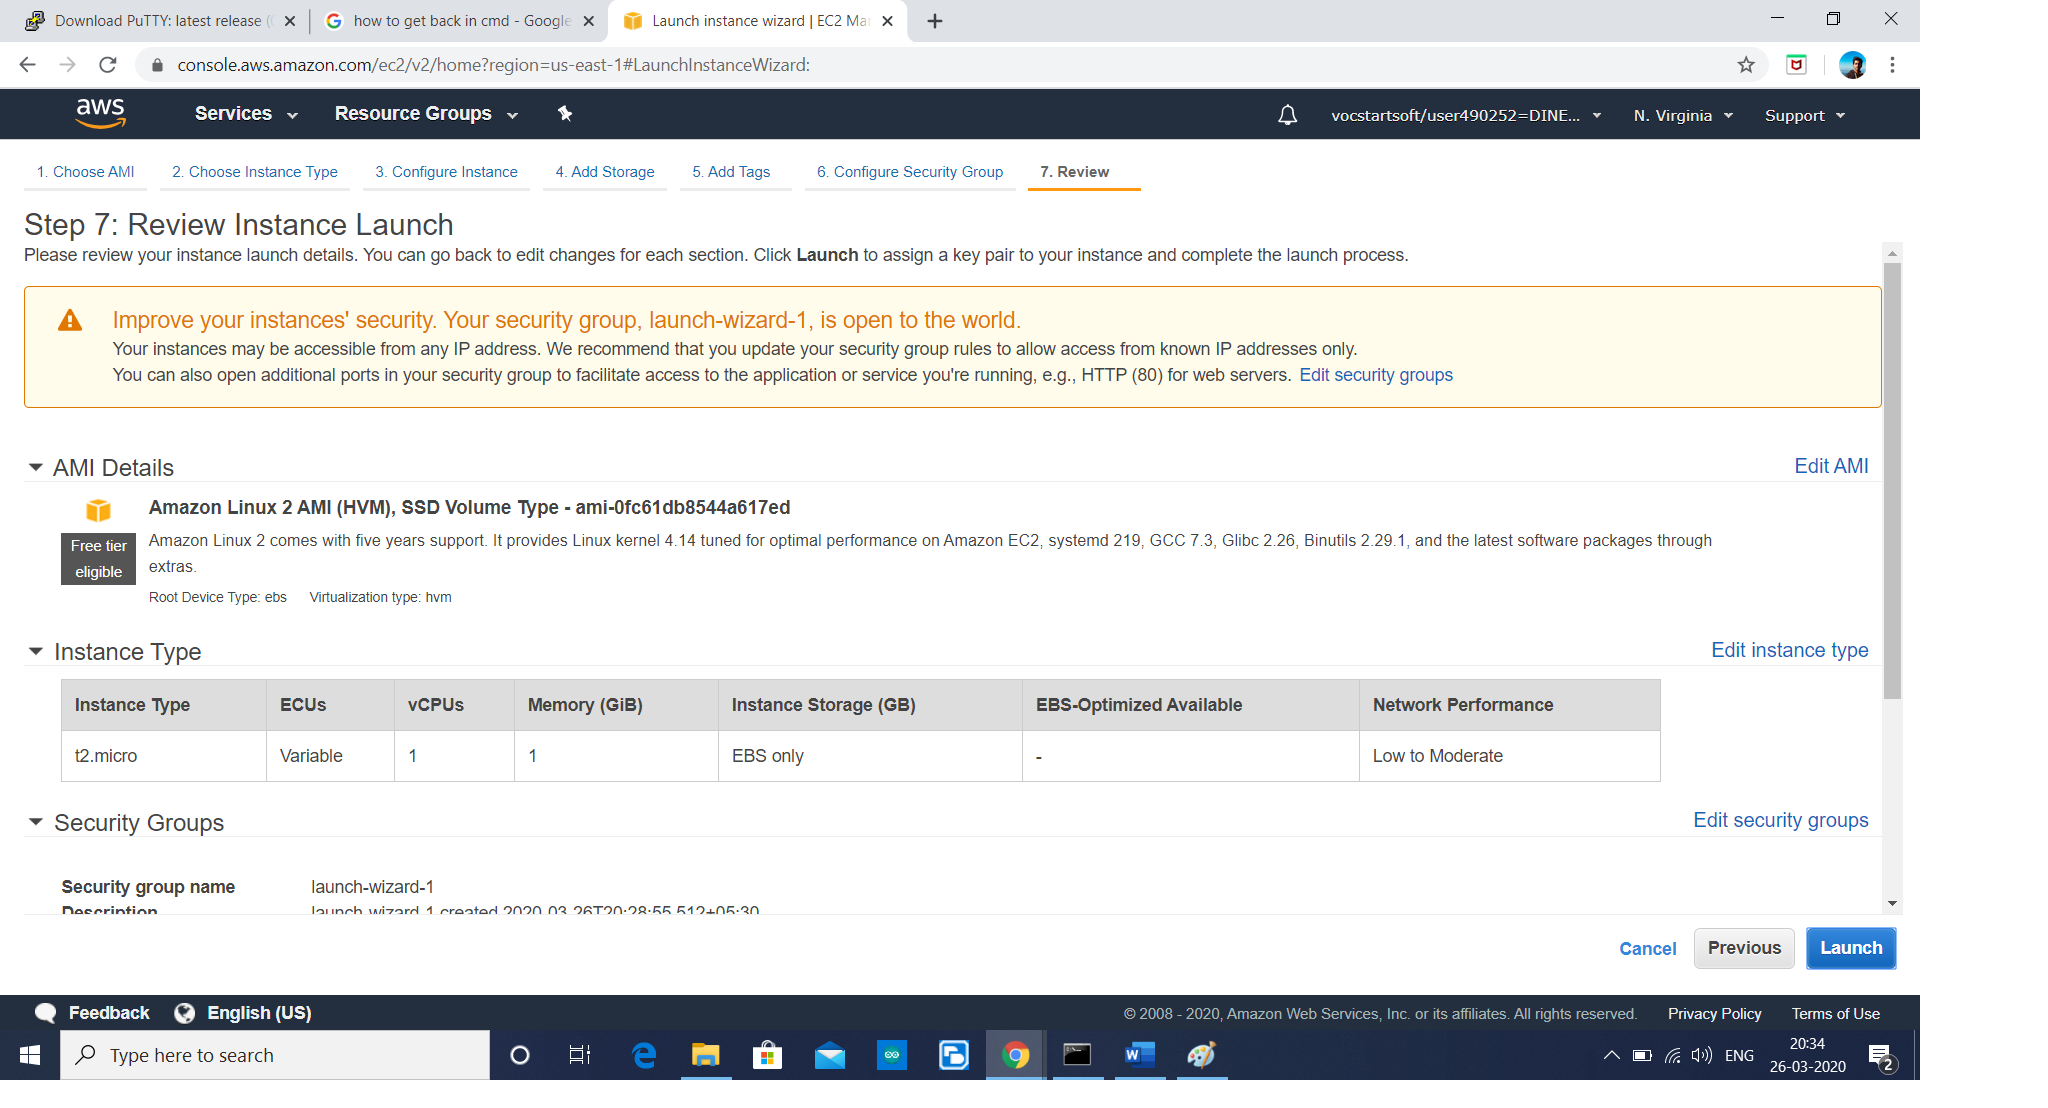 Download PuTTY: latest release (
how to get back in cmd - Google
Launch instance wizard | EC2 Ma
console.aws.amazon.com/ec2/v2/home?region=us-east-1#LaunchInstanceWizard:
aws
Services
Resource Groups
vocstartsoft/user490252=DINE...
N. Virginia
Support
1. Choose AMI
2. Choose Instance Type
3. Configure Instance
4. Add Storage
5. Add Tags
6. Configure Security Group
7. Review
Step 7: Review Instance Launch
Please review your instance launch details. You can go back to edit changes for each section. Click Launch to assign a key pair to your instance and complete the launch process.
Improve your instances' security. Your security group, launch-wizard-1, is open to the world.
Your instances may be accessible from any IP address. We recommend that you update your security group rules to allow access from known IP addresses only.
You can also open additional ports in your security group to facilitate access to the application or service you're running, e.g., HTTP (80) for web servers. Edit security groups
AMI Details
Edit AMI
Amazon Linux 2 AMI (HVM), SSD Volume Type - ami-0fc61db8544a617ed
Free tier
eligible
Amazon Linux 2 comes with five years support. It provides Linux kernel 4.14 tuned for optimal performance on Amazon EC2, systemd 219, GCC 7.3, Glibc 2.26, Binutils 2.29.1, and the latest software packages through
extras.
Root Device Type: ebs Virtualization type: hvm
Instance Type
Edit instance type
Instance Type ECUs vCPUs Memory (GiB) Instance Storage (GB) EBS-Optimized Available Network Performance
t2.micro Variable 1 1 EBS only - Low to Moderate
Security Groups
Edit security groups
Security group name launch-wizard-1
Description launch-wizard-1 created 2020-03-26T20:28:55.512+05:30
Cancel
Previous
Launch
Feedback
English (US)
© 2008 - 2020, Amazon Web Services, Inc. or its affiliates. All rights reserved.
Privacy Policy
Terms of Use
Type here to search
ENG
20:34
26-03-2020
2